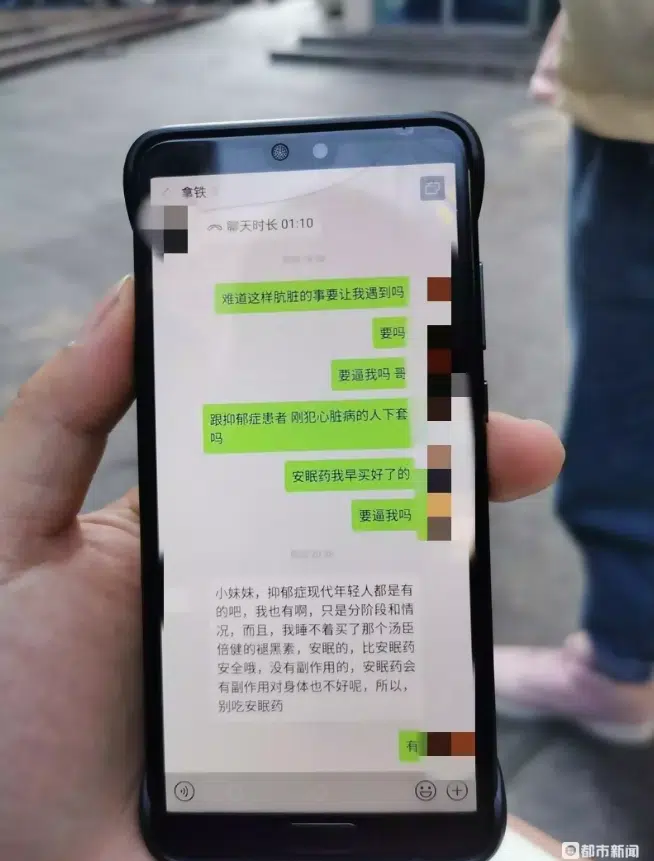 拿铁
聊天时长 01:10
难道这样肮脏的事要让我遇到吗
要吗
要逼我吗 哥
跟抑郁症患者 刚犯心脏病的人下套
吗
安眠药我早买好了的
要逼我吗
小妹妹，抑郁症现代年轻人都是有
的吧，我也有啊，只是分阶段和情
况，而且，我睡不着买了那个汤臣
倍健的褪黑素，安眠的，比安眠药
安全哦，没有副作用的，安眠药会
有副作用对身体也不好呢，所以，
别吃安眠药
有
都市新闻